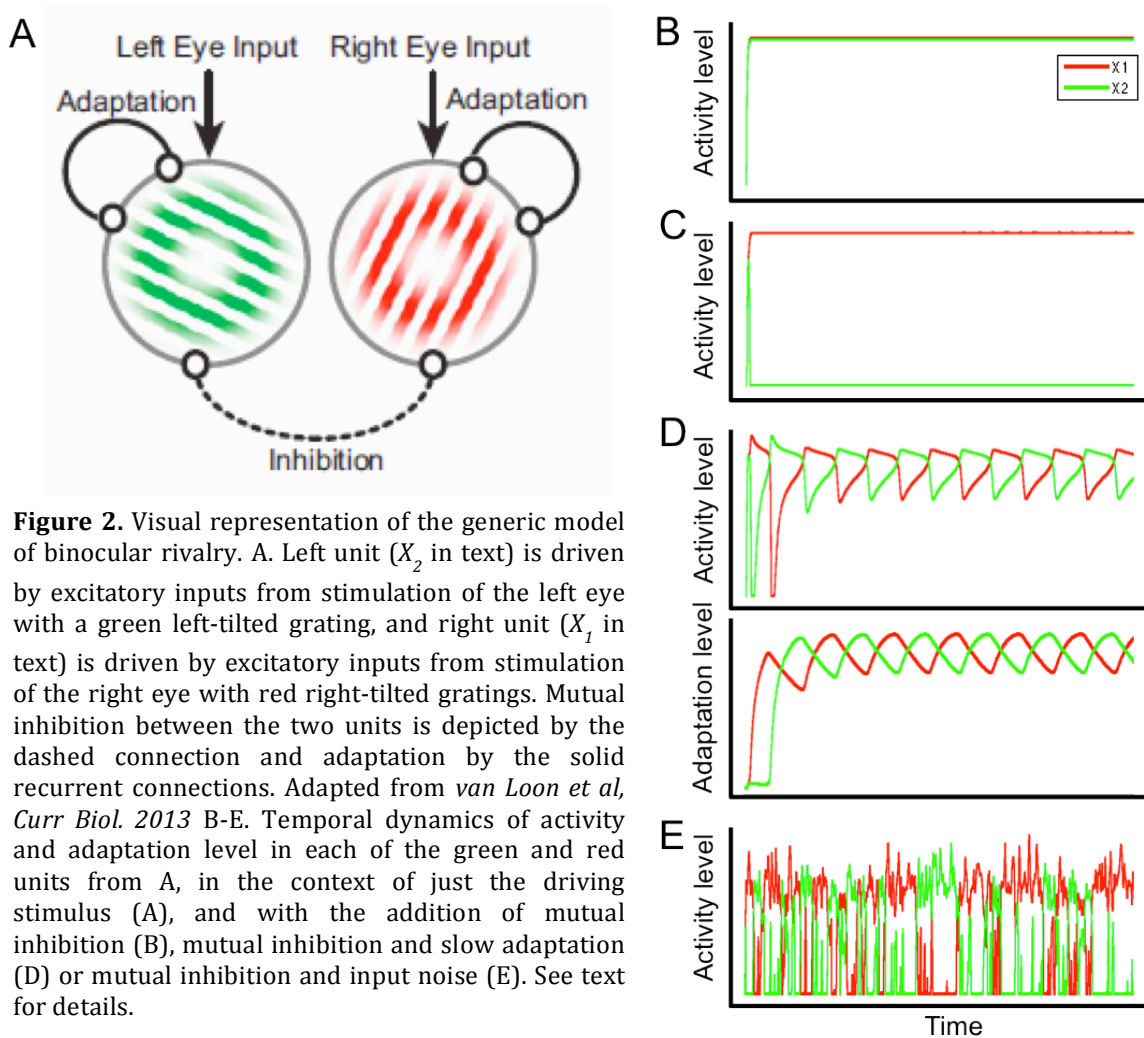 A
Left Eye Input
Right Eye Input
Adaptation
Adaptation
Inhibition
Figure 2. Visual representation of the generic model
of binocular rivalry. A. Left unit (X2 in text) is driven
by excitatory inputs from stimulation of the left eye
with a green left-tilted grating, and right unit (X1 in
text) is driven by excitatory inputs from stimulation
of the right eye with red right-tilted gratings. Mutual
inhibition between the two units is depicted by the
dashed connection and adaptation by the solid
recurrent connections. Adapted from van Loon et al,
Curr Biol. 2013 B-E. Temporal dynamics of activity
and adaptation level in each of the green and red
units from A, in the context of just the driving
stimulus (A), and with the addition of mutual
inhibition (B), mutual inhibition and slow adaptation
(D) or mutual inhibition and input noise (E). See text
for details.
B
Activity level
X1
X2
C
Activity level
D
Activity level
Adaptation level
E
Activity level
Time